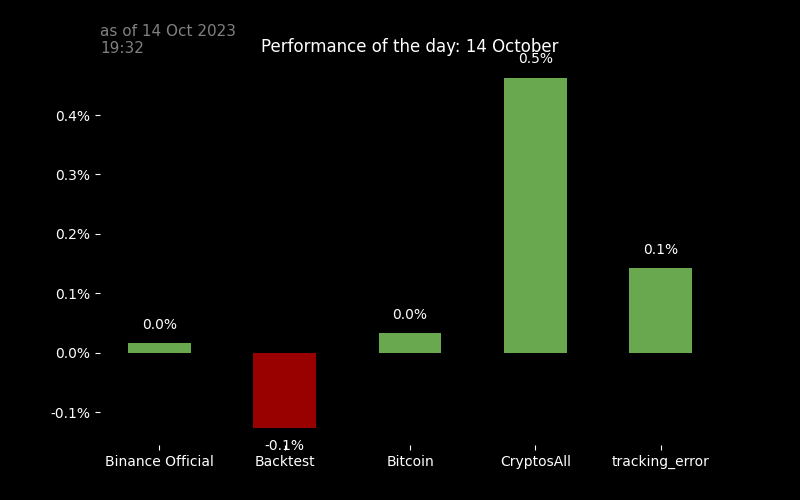 as of 14 Oct 2023
19:32
Performance of the day: 14 October
0.5%
0.4%
0.3%
0.2%
0.1%
0.1%
0.0%
0.0%
0.0%
-0.1%
-0.1%
Binance Official
Backtest
Bitcoin
CryptosAll
tracking_error